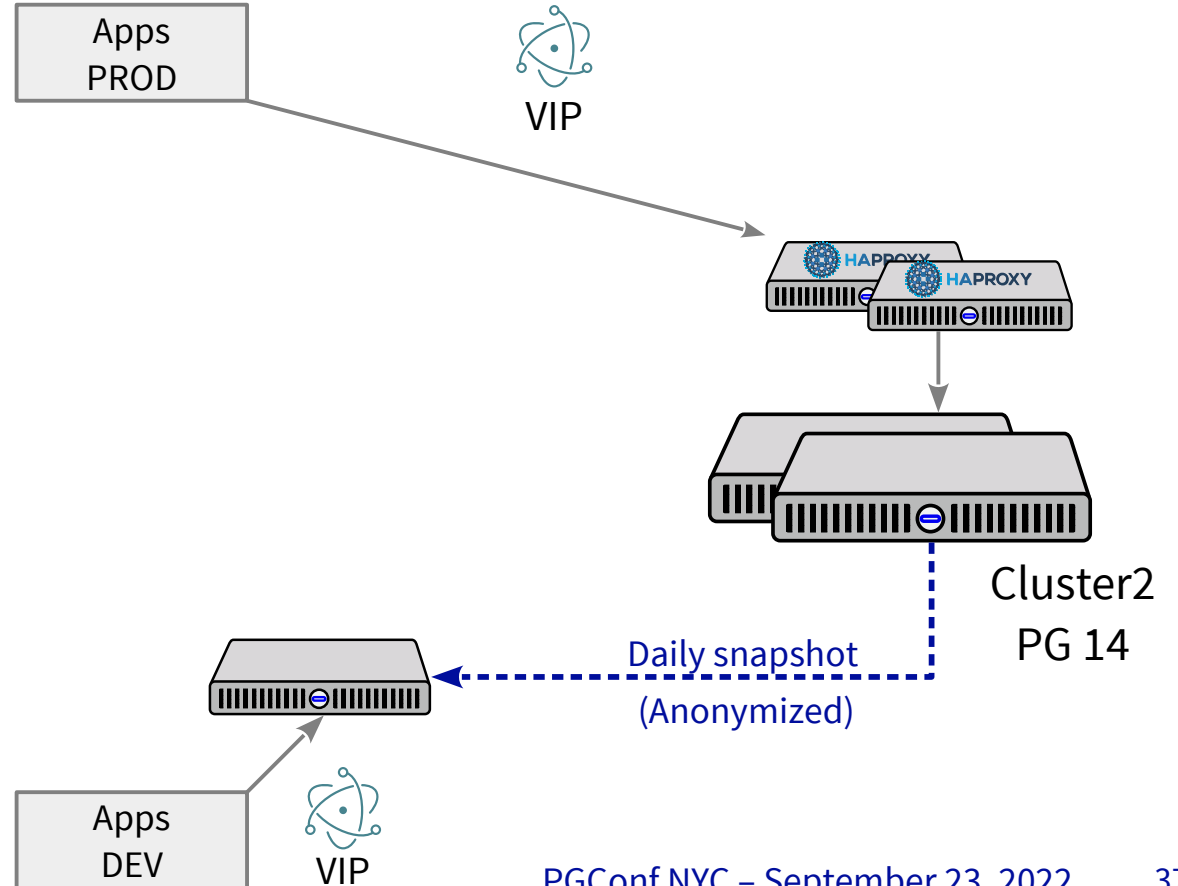 Apps
PROD
VIP
HAPROXY
HAPROXY
Cluster2
PG 14
Daily snapshot
(Anonymized)
Apps
DEV
VIP
PGConf NYC – September 23, 2022